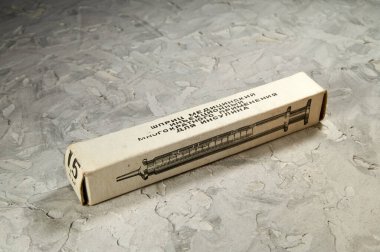 ШПРИЦ МЕДИЦИНСКИЙ
ИНЪЕКЦИОННЫЙ
МНОГОКРАТНОГО ПРИМЕНЕНИЯ
ДЛЯ ИНСУЛИНА
15